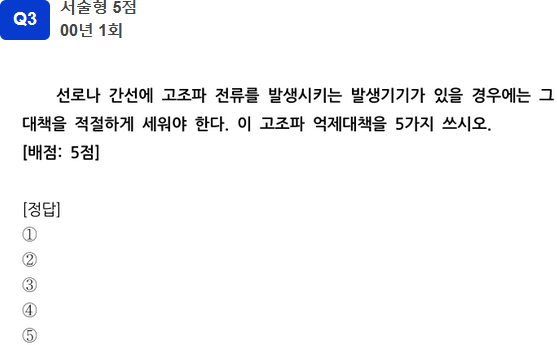 Q3
서술형 5점
00년 1회
선로나 간선에 고조파 전류를 발생시키는 발생기기가 있을 경우에는 그
대책을 적절하게 세워야 한다. 이 고조파 억제대책을 5가지 쓰시오.
[배점: 5점]
[정답]
①
②
③
④
⑤